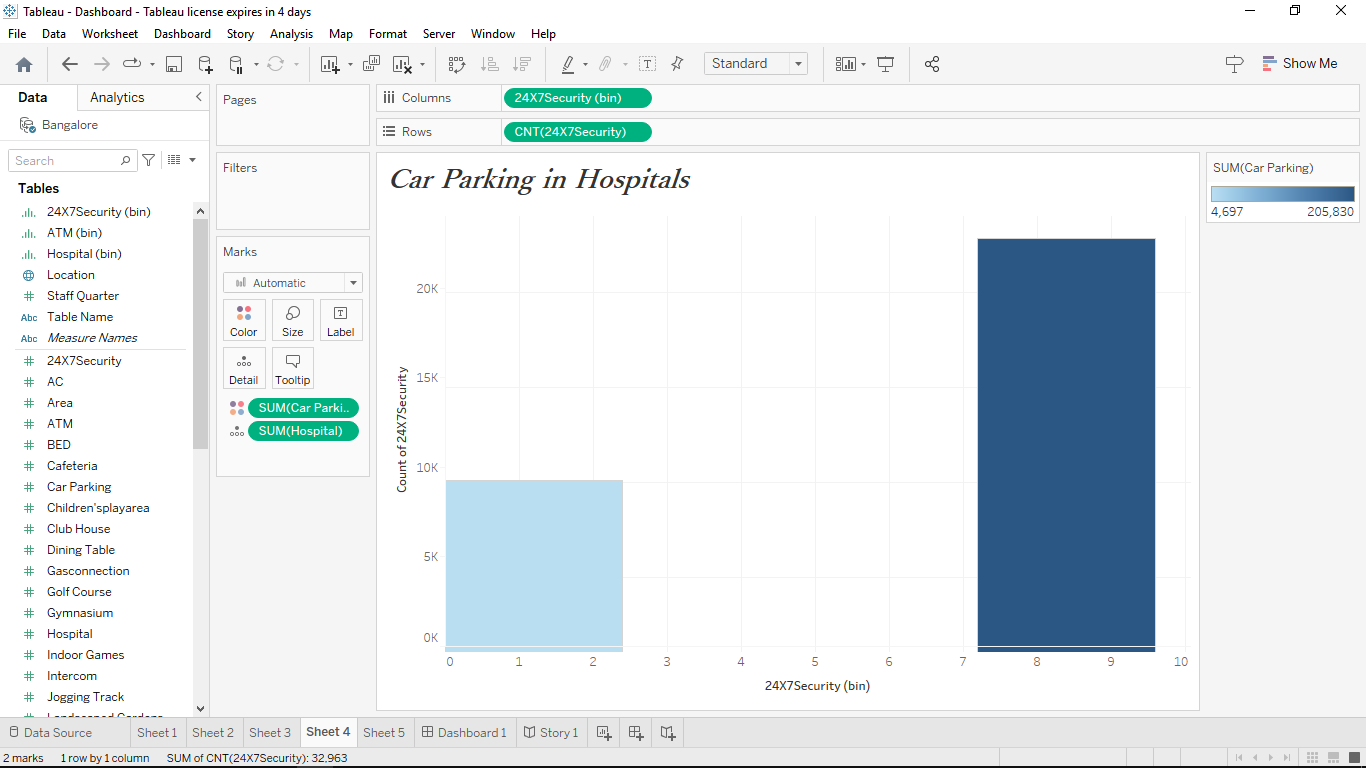 Tableau - Dashboard - Tableau license expires in 4 days
File Data Worksheet Dashboard Story Analysis Map Format Server Window Help
Standard
Show Me
Data Analytics
Bangalore
Search
Tables
24X7Security (bin)
ATM (bin)
Hospital (bin)
Location
Staff Quarter
Abc Table Name
Abc Measure Names
24X7Security
AC
Area
ATM
BED
Cafeteria
Car Parking
Children'splayarea
Club House
Dining Table
Gasconnection
Golf Course
Gymnasium
Hospital
Indoor Games
Intercom
Jogging Track
Landscaped Gardens
Pages
Filters
Marks
Automatic
Color Size Label
Detail Tooltip
SUM(Car Parki..
SUM(Hospital)
Columns 24X7Security (bin)
Rows CNT(24X7Security)
Car Parking in Hospitals
20K
15K
10K
5K
0K
Count of 24X7Security
0 1 2 3 4 5 6 7 8 9 10
24X7Security (bin)
SUM(Car Parking)
4,697 205,830
Data Source Sheet 1 Sheet 2 Sheet 3 Sheet 4 Sheet 5 Dashboard 1 Story 1
2 marks 1 row by 1 column SUM of CNT(24X7Security): 32,963